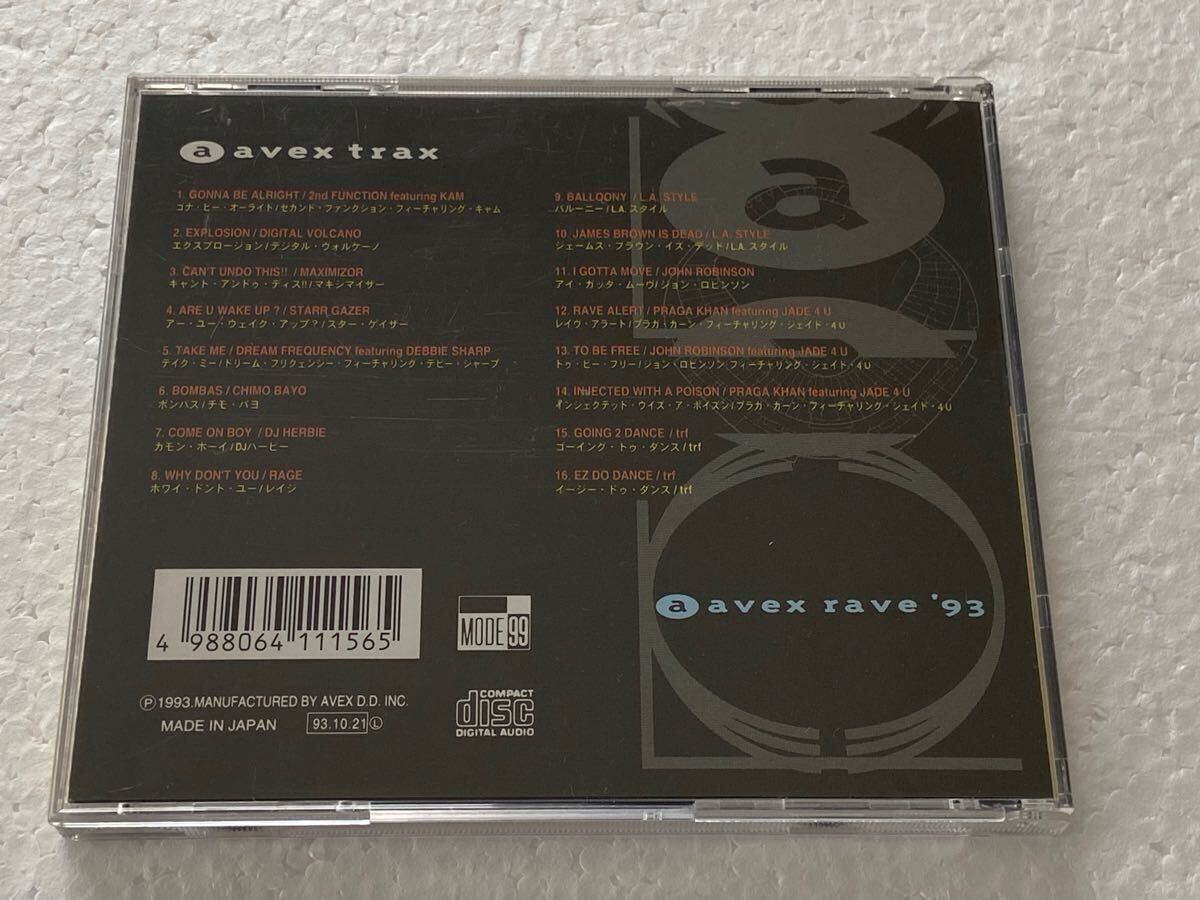 a avex trax
1. GONNA BE ALRIGHT / 2nd FUNCTION featuring KAM
ゴナ・ビー・オーライト/セカンド・ファンクション・フィーチャリング・キャム
2. EXPLOSION / DIGITAL VOLCANO
エクスプロージョン/デジタル・ヴォルケーノ
3. CAN'T UNDO THIS!! / MAXIMIZOR
キャント・アンドゥ・ディス!!/マキシマイザー
4. ARE U WAKE UP ? / STARR GAZER
アー・ユー・ウェイク・アップ?/スター・ゲイザー
5. TAKE ME / DREAM FREQUENCY featuring DEBBIE SHARP
テイク・ミー/ドリーム・フリクェンシー・フィーチャリング・デビー・シャープ
6. BOMBAS / CHIMO BAYO
ボンバス/チモ・バヨ
7. COME ON BOY / DJ HERBIE
カモン・ボーイ/DJハービー
8. WHY DON'T YOU / RAGE
ホワイ・ドント・ユー/レイジ
9. BALLOONY / L.A. STYLE
バルーニー/L.A. スタイル
10. JAMES BROWN IS DEAD / L.A. STYLE
ジェームス・ブラウン・イズ・デッド/L.A. スタイル
11. I GOTTA MOVE / JOHN ROBINSON
アイ・ガッタ・ムーヴ/ジョン・ロビンソン
12. RAVE ALERT / PRAGA KHAN featuring JADE 4 U
レイヴ・アラート/プラガ・カーン・フィーチャリング・ジェイド・4 U
13. TO BE FREE / JOHN ROBINSON featuring JADE 4 U
トゥ・ビー・フリー/ジョン・ロビンソン フィーチャリング・ジェイド・4U
14. INJECTED WITH A POISON / PRAGA KHAN featuring JADE 4 U
インジェクテッド・ウイズ・ア・ポイズン/プラガ・カーン・フィーチャリング・ジェイド・4 U
15. GOING 2 DANCE / trf
ゴーイング・トゥ・ダンス/trf
16. EZ DO DANCE / trf
イージー・ドゥ・ダンス/trf
a avex rave '93
4 988064 111565
MODE 99
Ⓟ1993.MANUFACTURED BY AVEX D.D. INC.
MADE IN JAPAN 93.10.21 Ⓛ
COMPACT
disc
DIGITAL AUDIO